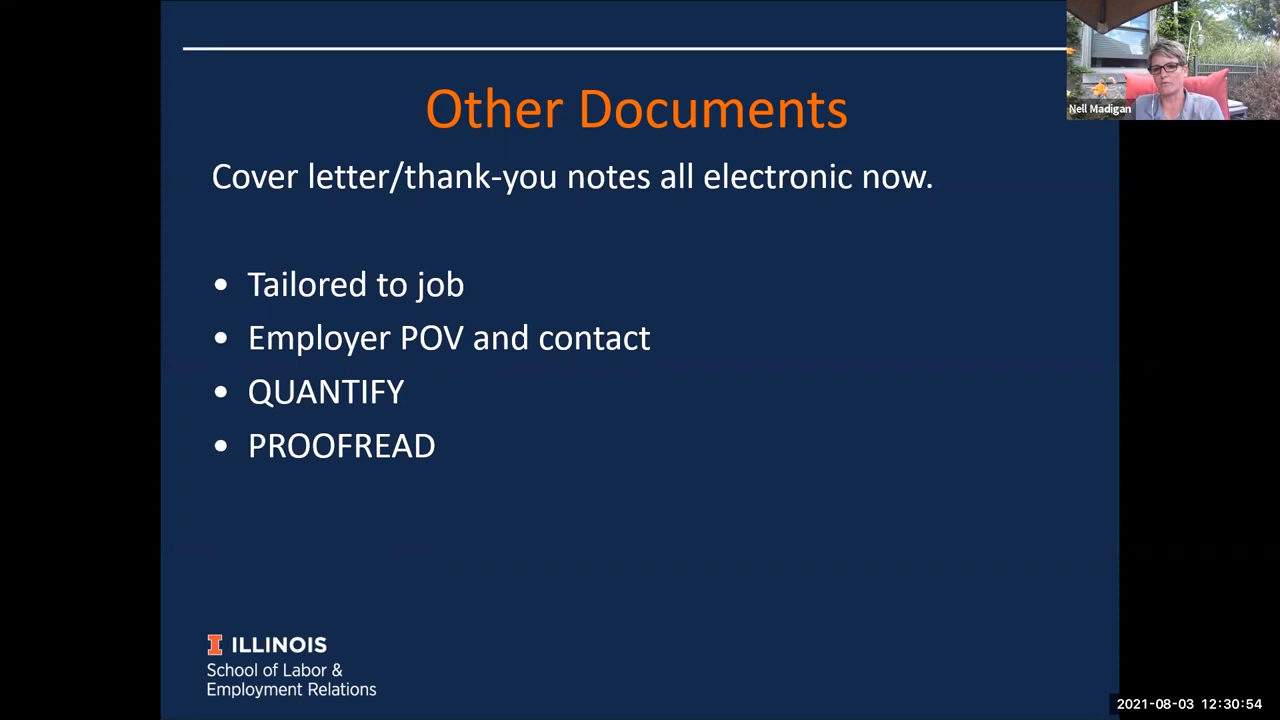 Other Documents
Cover letter/thank-you notes all electronic now.
• Tailored to job
• Employer POV and contact
• QUANTIFY
• PROOFREAD
I ILLINOIS
School of Labor &
Employment Relations
Nell Madigan
2021-08-03 12:30:54